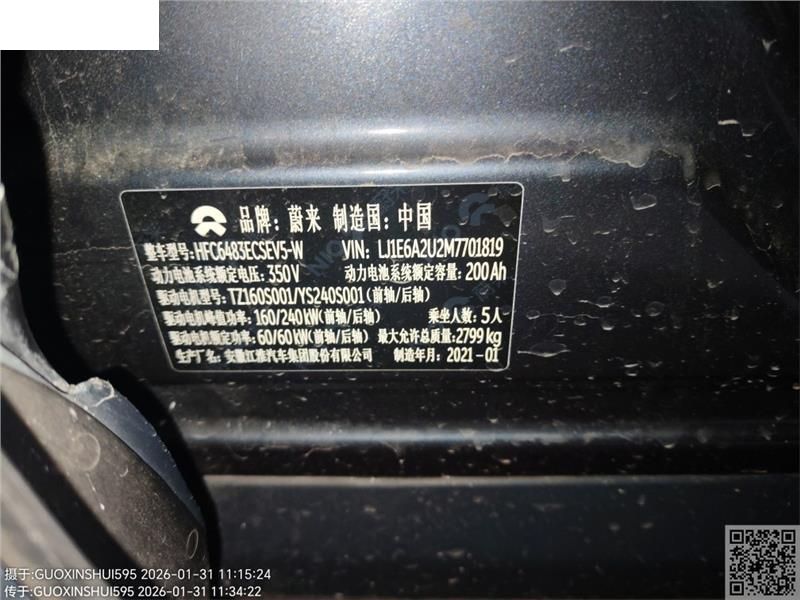 品牌：蔚来 制造国：中国
整车型号：HFC6483ECSEV5-W VIN：LJ1E6A2U2M7701819
动力电池系统额定电压：350V 动力电池系统额定容量：200Ah
驱动电机型号：TZ160S001/YS240S001（前轴/后轴）
驱动电机峰值功率：160/240kW（前轴/后轴） 乘坐人数：5人
驱动电机额定功率：60/60kW（前轴/后轴） 最大允许总质量：2799kg
生产厂名：安徽江淮汽车集团股份有限公司 制造年月：2021-01
摄于:GUOXINSHUI595 2026-01-31 11:15:24
传于:GUOXINSHUI595 2026-01-31 11:34:22